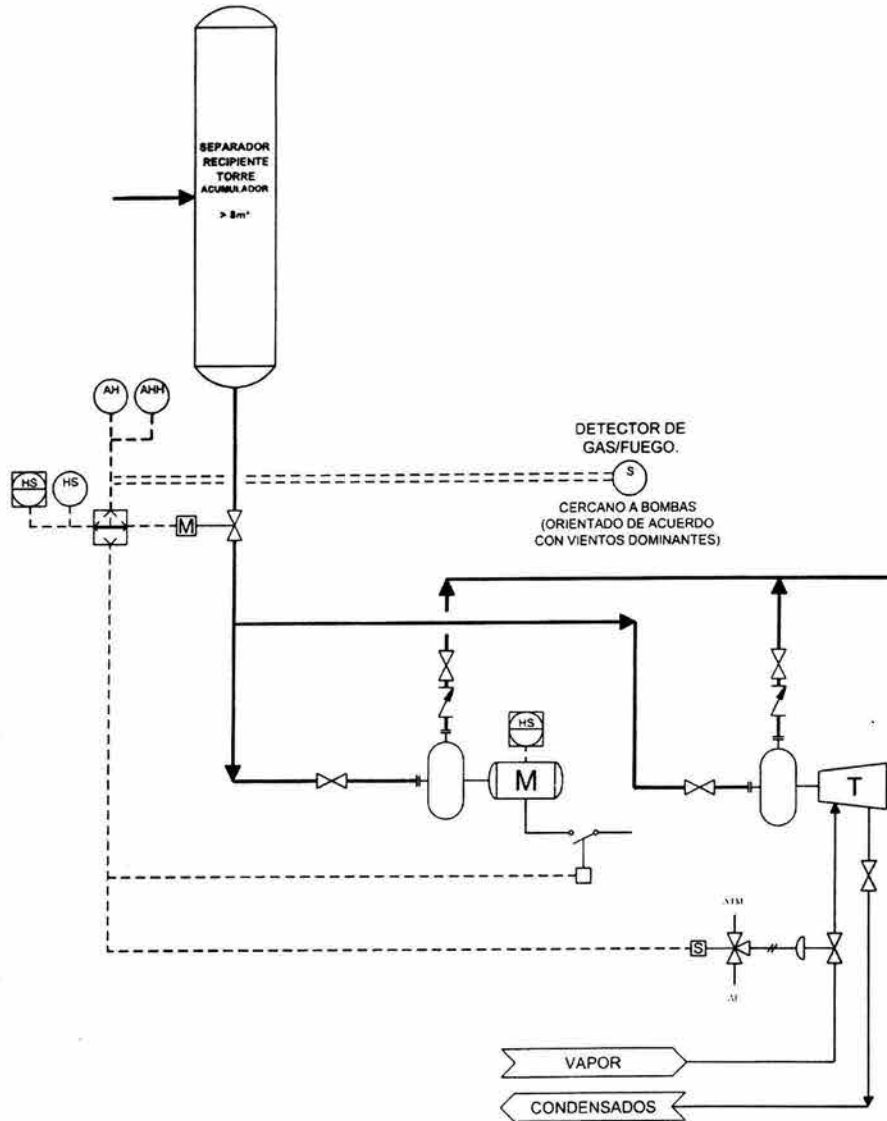 SEPARADOR
RECIPIENTE
TORRE
ACUMULADOR
> 8m³
AH
AHH
DETECTOR DE
GAS/FUEGO.
S
CERCANO A BOMBAS
(ORIENTADO DE ACUERDO
CON VIENTOS DOMINANTES)
HS
HS
M
HS
M
T
S
VAPOR
CONDENSADOS